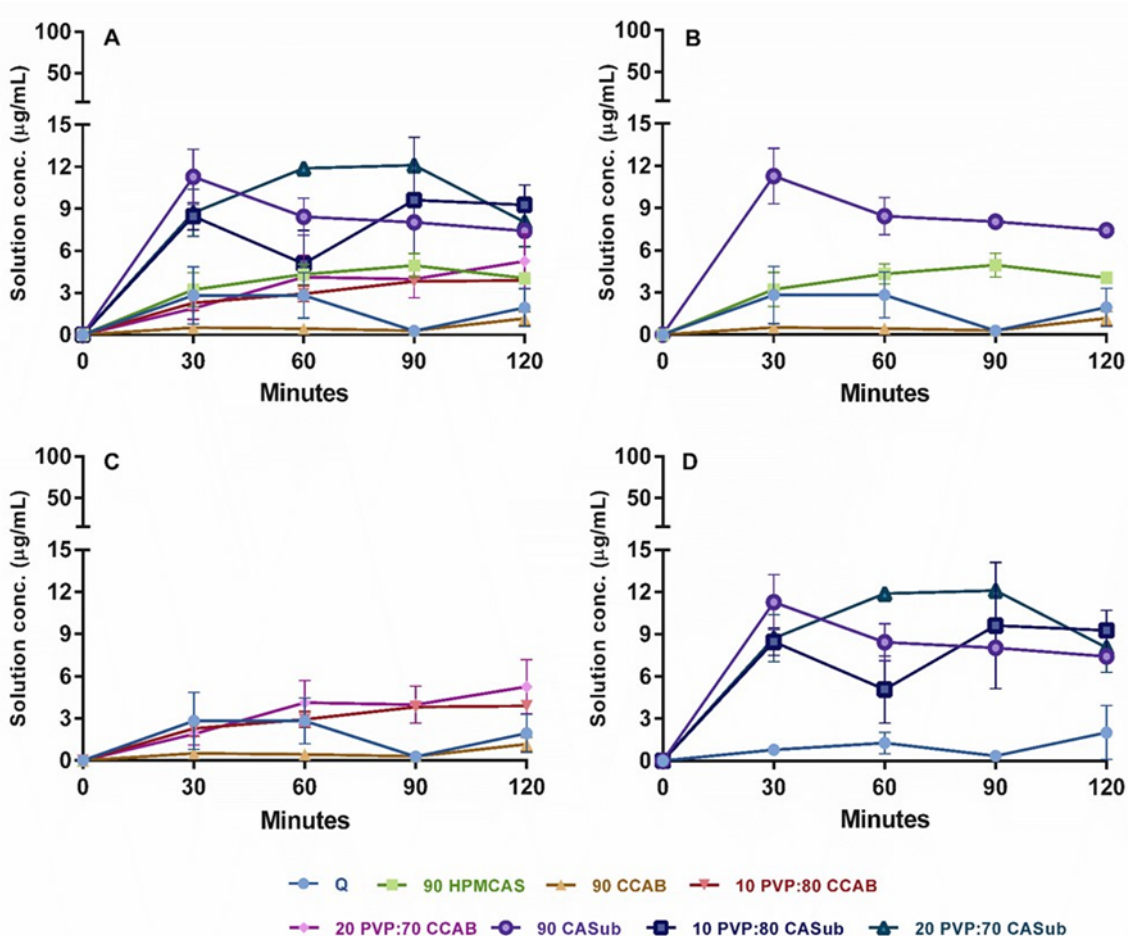 A
Solution conc. (µg/mL)
100
50
15
12
9
6
3
0
0 30 60 90 120
Minutes
B
Solution conc. (µg/mL)
100
50
15
12
9
6
3
0
0 30 60 90 120
Minutes
C
Solution conc. (µg/mL)
100
50
15
12
9
6
3
0
0 30 60 90 120
Minutes
D
Solution conc. (µg/mL)
100
50
15
12
9
6
3
0
0 30 60 90 120
Minutes
Q 90 HPMCAS 90 CCAB 10 PVP:80 CCAB
20 PVP:70 CCAB 90 CASub 10 PVP:80 CASub 20 PVP:70 CASub